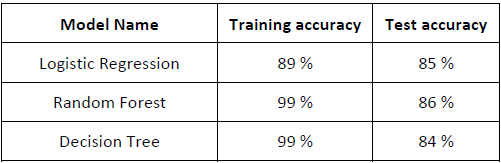 Model Name Training accuracy Test accuracy
Logistic Regression 89 % 85 %
Random Forest 99 % 86 %
Decision Tree 99 % 84 %